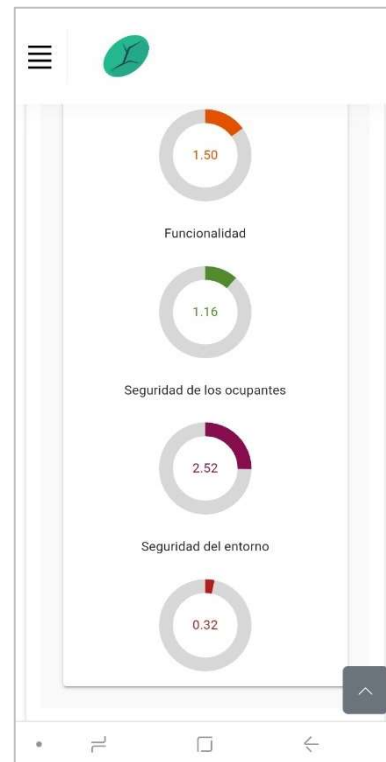 1.50
Funcionalidad
1.16
Seguridad de los ocupantes
2.52
Seguridad del entorno
0.32